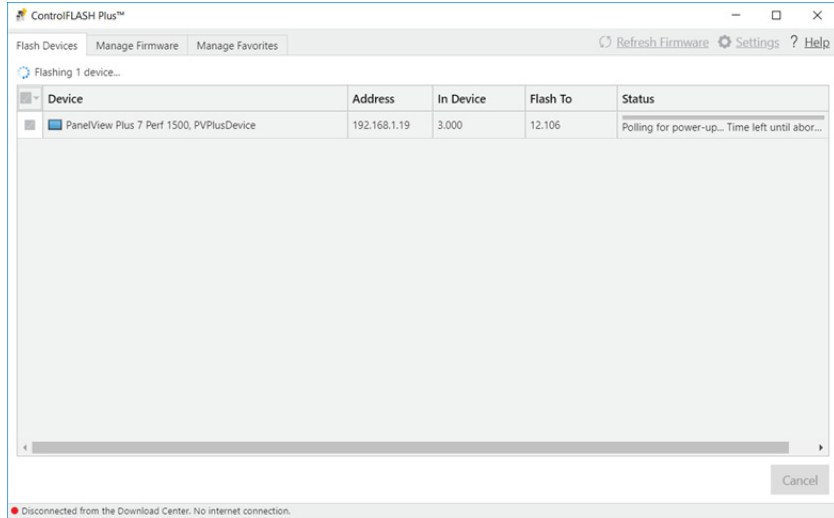 ControlFLASH Plus™
Flash Devices Manage Firmware Manage Favorites Refresh Firmware Settings ? Help
Flashing 1 device...
Device Address In Device Flash To Status
PanelView Plus 7 Perf 1500, PVPlusDevice 192.168.1.19 3.000 12.106 Polling for power-up... Time left until abor...
Cancel
Disconnected from the Download Center. No internet connection.